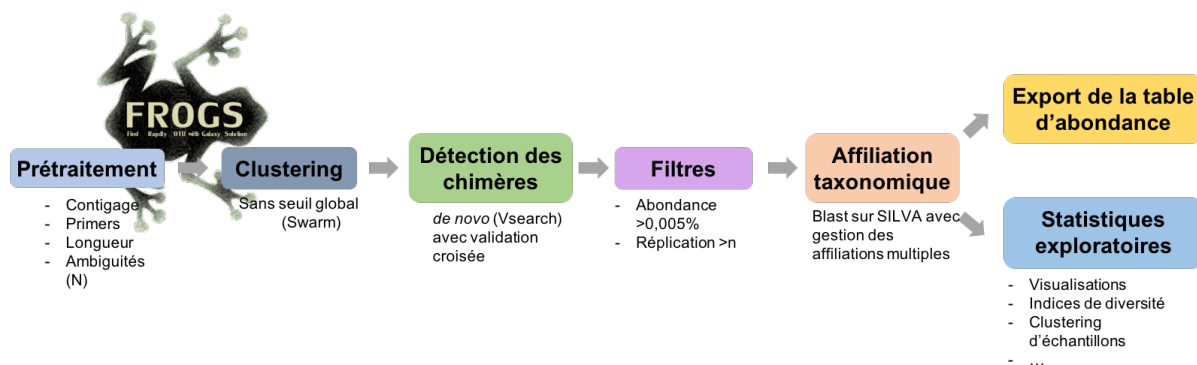 FROGS
Find Rapidly OTU with Galaxy Solution
Prétraitement
- Contigage
- Primers
- Longueur
- Ambiguités
(N)
Clustering
Sans seuil global
(Swarm)
Détection des
chimères
de novo (Vsearch)
avec validation
croisée
Filtres
- Abondance
>0,005%
- Réplication >n
Affiliation
taxonomique
Blast sur SILVA avec
gestion des
affiliations multiples
Export de la table
d’abondance
Statistiques
exploratoires
- Visualisations
- Indices de diversité
- Clustering
d’échantillons
- ...